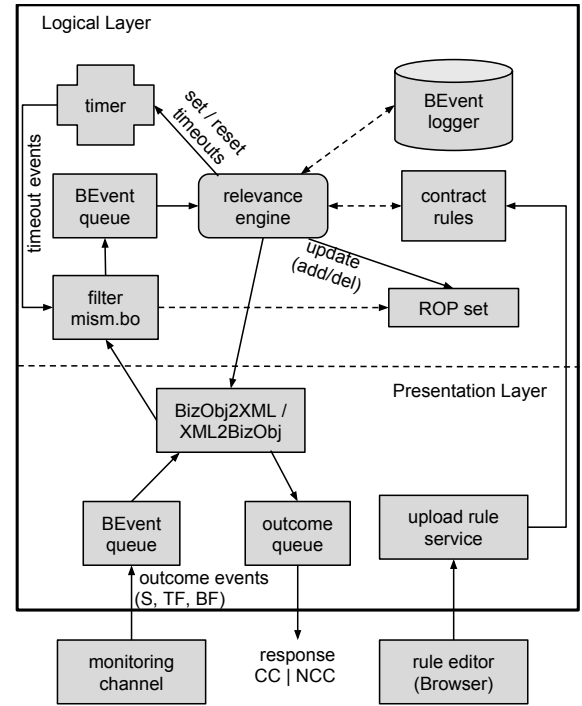 Logical Layer
timer
set / reset
timeouts
BEvent
logger
timeout events
BEvent
queue
relevance
engine
contract
rules
update
(add/del)
filter
mism.bo
ROP set
Presentation Layer
BizObj2XML /
XML2BizObj
BEvent
queue
outcome
queue
upload rule
service
outcome events
(S, TF, BF)
monitoring
channel
response
CC | NCC
rule editor
(Browser)